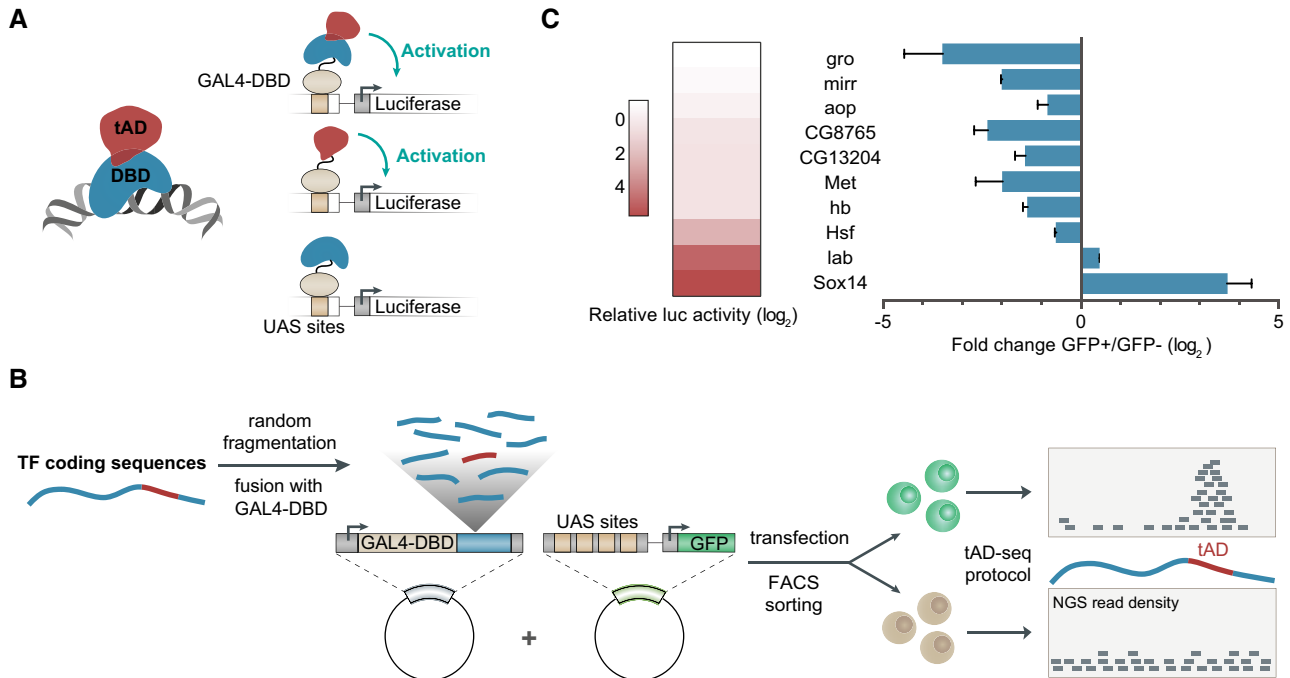 A
tAD
DBD
GAL4-DBD
Activation
Luciferase
Activation
Luciferase
Luciferase
UAS sites
C
0
2
4
Relative luc activity (log2)
gro
mirr
aop
CG8765
CG13204
Met
hb
Hsf
lab
Sox14
-5
0
5
Fold change GFP+/GFP- (log2)
B
TF coding sequences
random
fragmentation
fusion with
GAL4-DBD
GAL4-DBD
UAS sites
GFP
+
transfection
FACS
sorting
tAD-seq
protocol
tAD
NGS read density